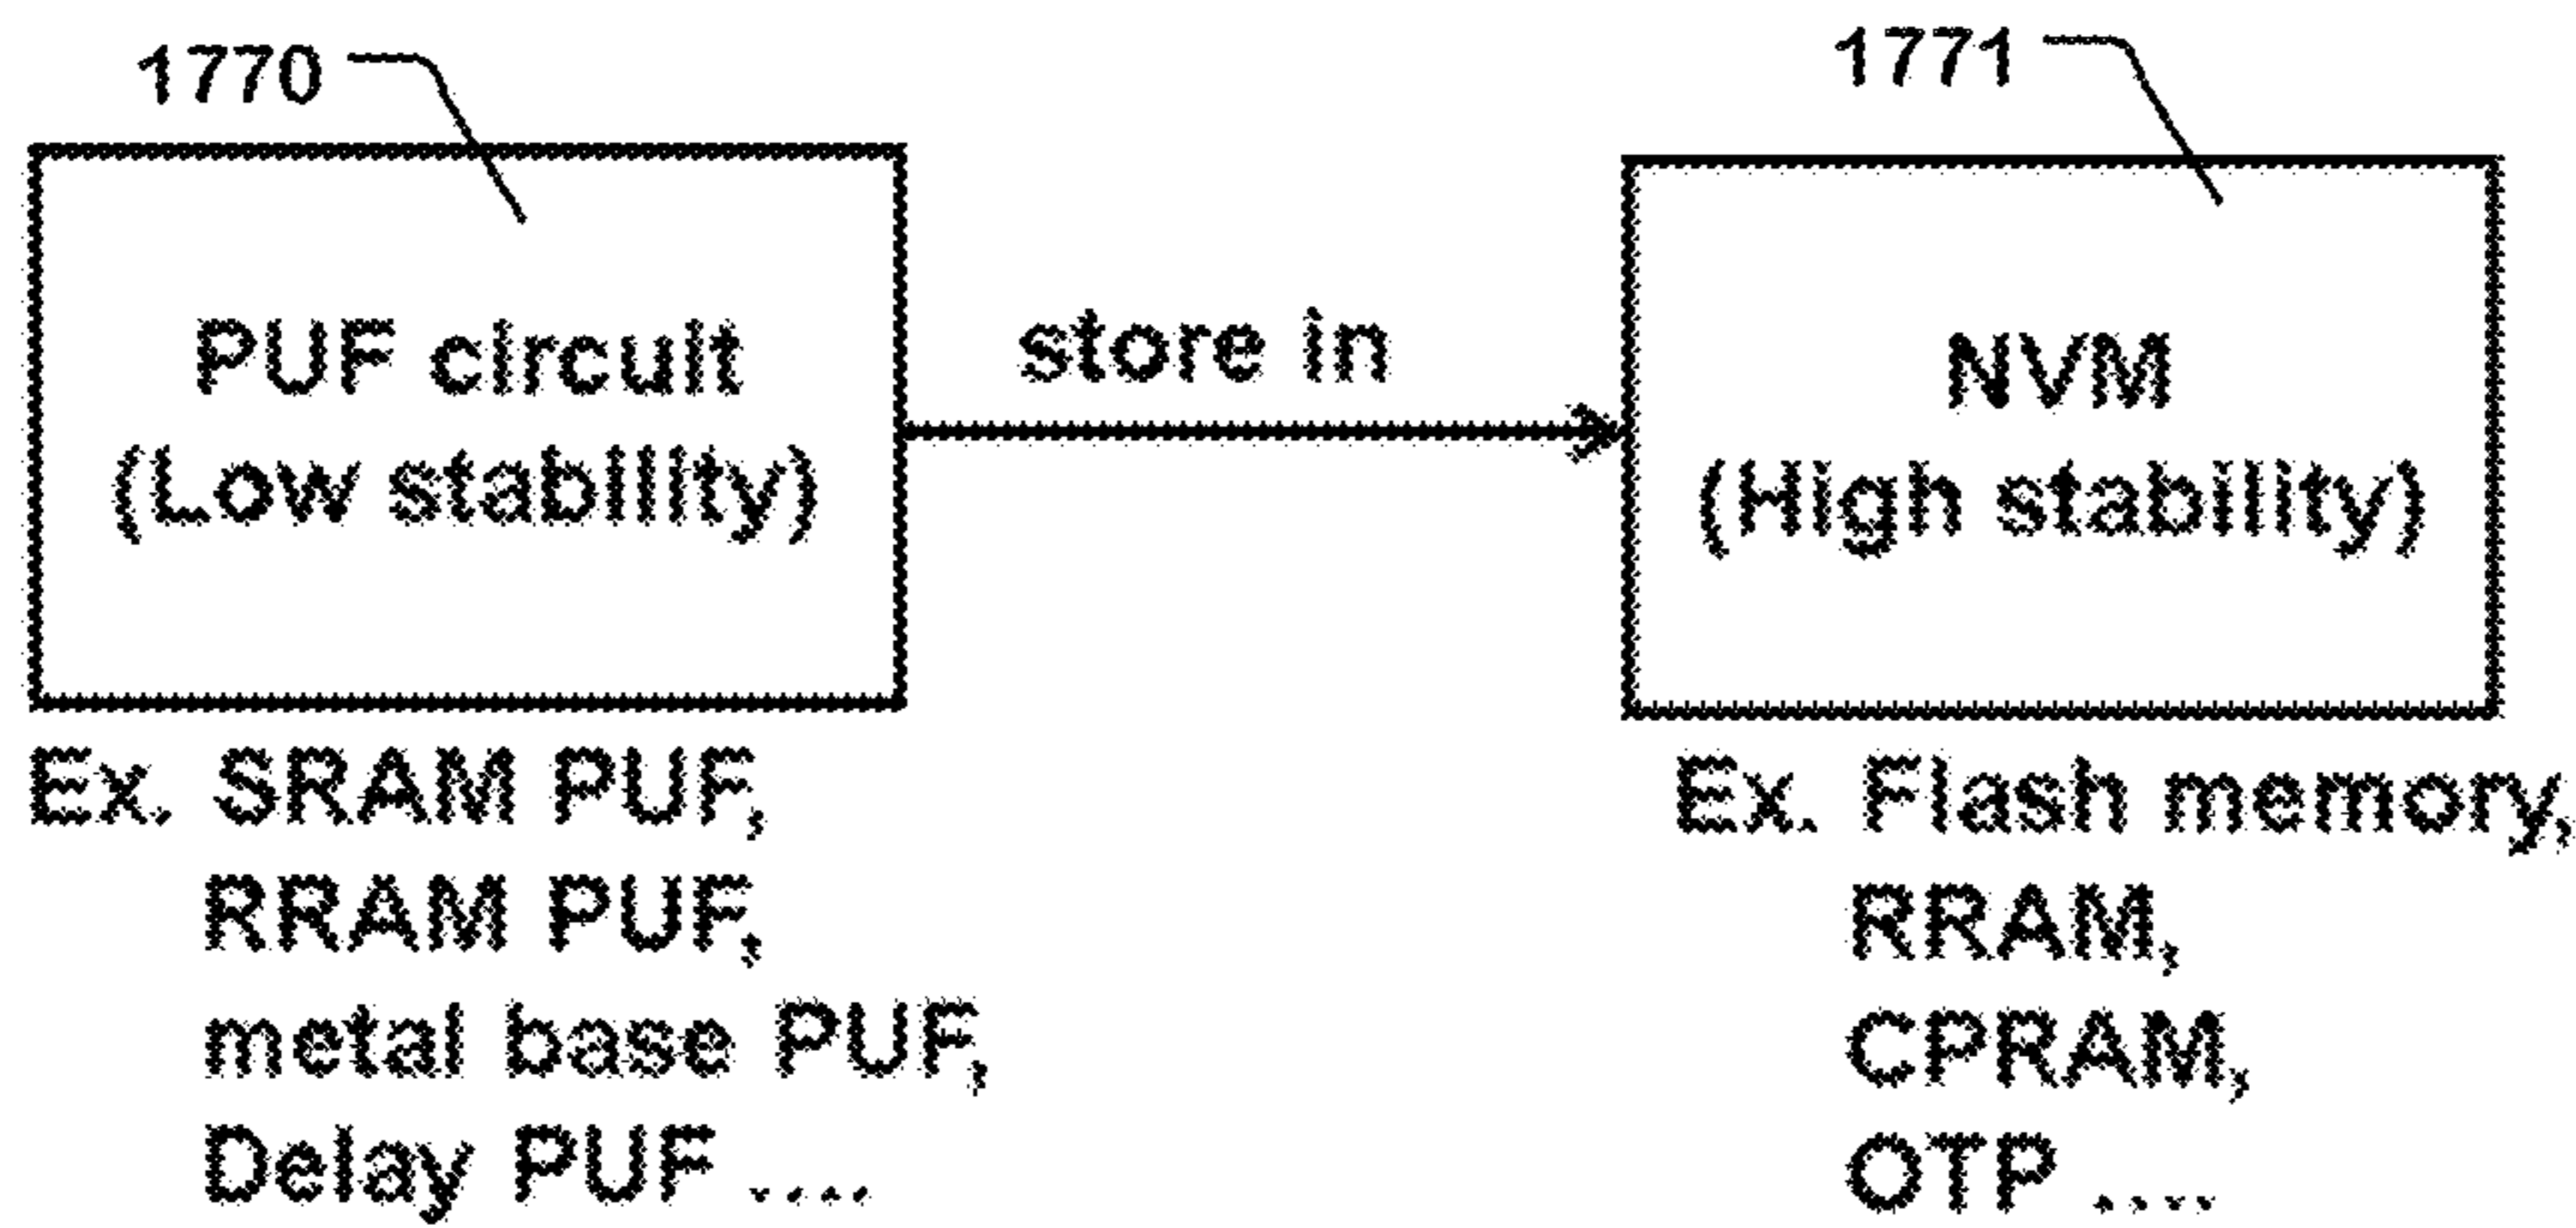 1770
1771
PUF circuit
(Low stability)
store in
NVM
(High stability)
Ex. SRAM PUF,
RRAM PUF,
metal base PUF,
Delay PUF ....
Ex. Flash memory,
RRAM,
CPRAM,
OTP ....